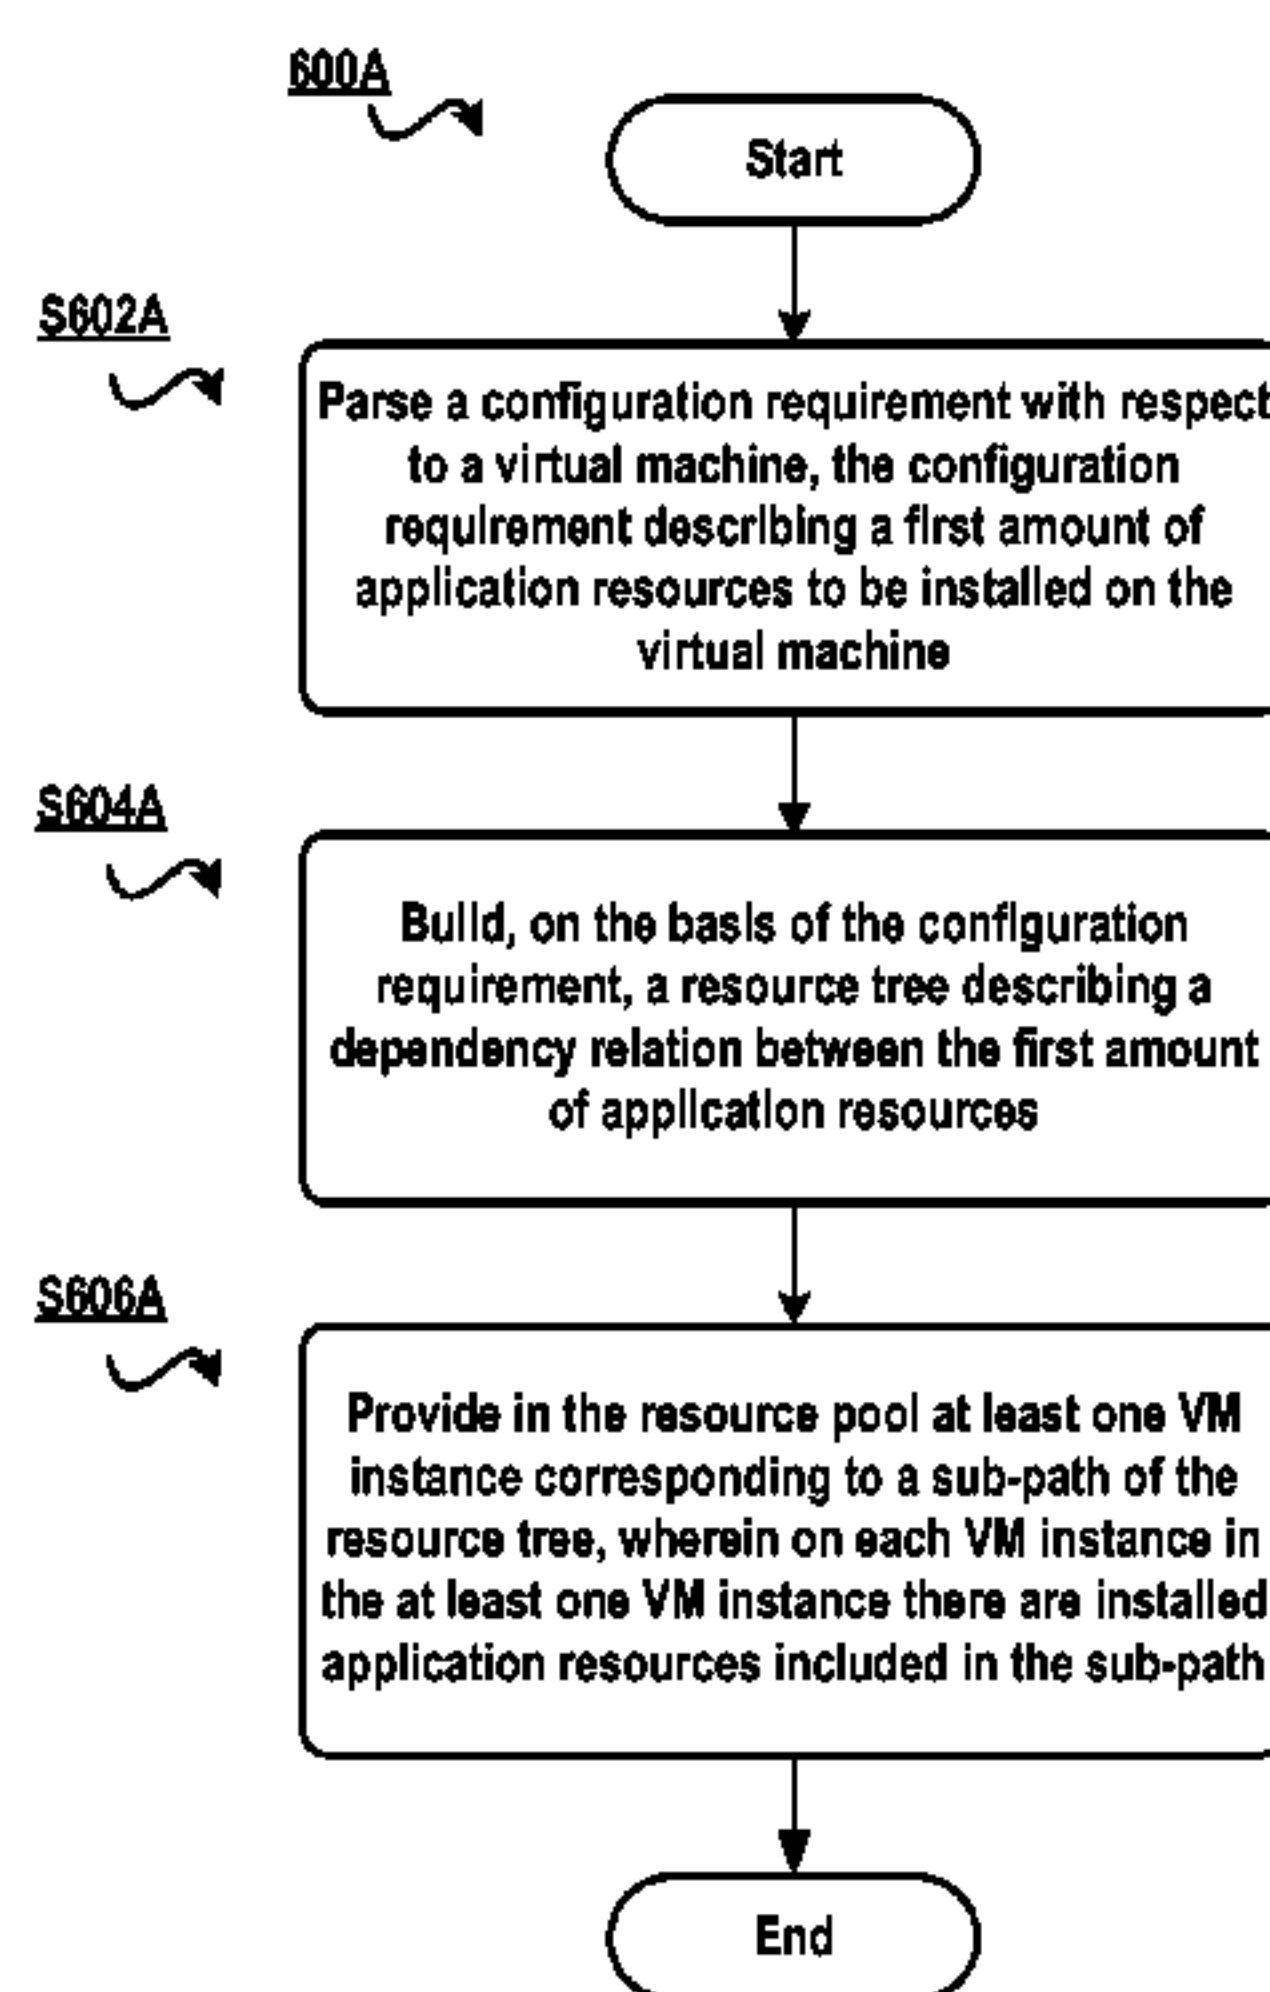 600A
Start
S602A
Parse a configuration requirement with respect
to a virtual machine, the configuration
requirement describing a first amount of
application resources to be installed on the
virtual machine
S604A
Build, on the basis of the configuration
requirement, a resource tree describing a
dependency relation between the first amount
of application resources
S606A
Provide in the resource pool at least one VM
instance corresponding to a sub-path of the
resource tree, wherein on each VM instance in
the at least one VM instance there are installed
application resources included in the sub-path
End